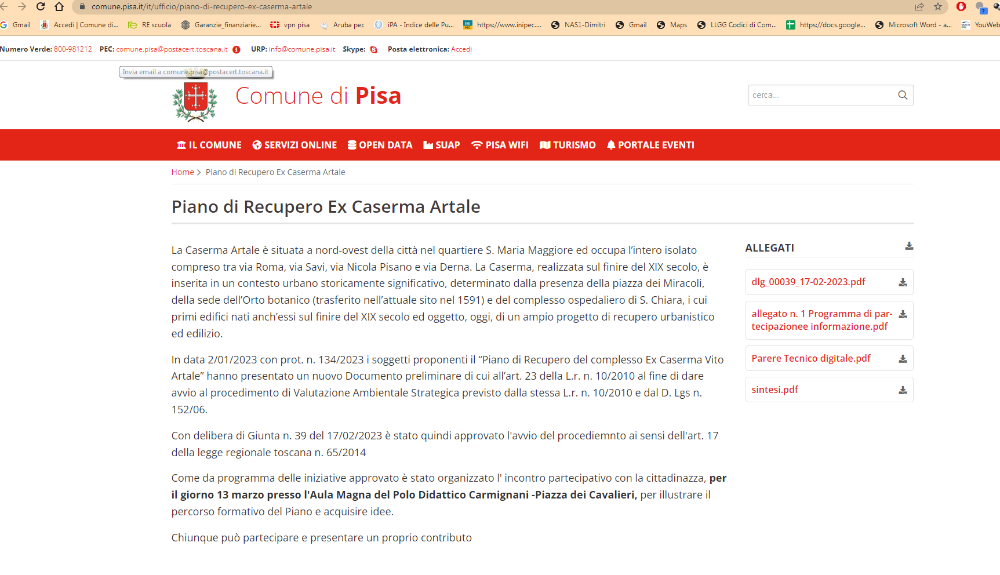 comune.pisa.it/it/ufficio/piano-di-recupero-ex-caserma-artale
Gmail Accedi | Comune di... RE scuola Garanzie_finanziarie... vpn pisa Aruba pec iPA - Indice delle Pu... https://www.inipec.... NAS1-Dimitri Gmail Maps LLGG Codici di Com... https://docs.google... Microsoft Word - a... YouWeb
Numero Verde: 800-981212 PEC: comune.pisa@postacert.toscana.it URP: info@comune.pisa.it Skype: Posta elettronica: Accedi
Invia email a comune.pisa@postacert.toscana.it
Comune di Pisa
cerca...
IL COMUNE SERVIZI ONLINE OPEN DATA SUAP PISA WIFI TURISMO PORTALE EVENTI
Home > Piano di Recupero Ex Caserma Artale
Piano di Recupero Ex Caserma Artale
La Caserma Artale è situata a nord-ovest della città nel quartiere S. Maria Maggiore ed occupa l’intero isolato
compreso tra via Roma, via Savi, via Nicola Pisano e via Derna. La Caserma, realizzata sul finire del XIX secolo, è
inserita in un contesto urbano storicamente significativo, determinato dalla presenza della piazza dei Miracoli,
della sede dell’Orto botanico (trasferito nell’attuale sito nel 1591) e del complesso ospedaliero di S. Chiara, i cui
primi edifici nati anch’essi sul finire del XIX secolo ed oggetto, oggi, di un ampio progetto di recupero urbanistico
ed edilizio.
In data 2/01/2023 con prot. n. 134/2023 i soggetti proponenti il “Piano di Recupero del complesso Ex Caserma Vito
Artale” hanno presentato un nuovo Documento preliminare di cui all’art. 23 della L.r. n. 10/2010 al fine di dare
avvio al procedimento di Valutazione Ambientale Strategica previsto dalla stessa L.r. n. 10/2010 e dal D. Lgs n.
152/06.
Con delibera di Giunta n. 39 del 17/02/2023 è stato quindi approvato l'avvio del procediemnto ai sensi dell'art. 17
della legge regionale toscana n. 65/2014
Come da programma delle iniziative approvato è stato organizzato l' incontro partecipativo con la cittadinazza, per
il giorno 13 marzo presso l'Aula Magna del Polo Didattico Carmignani -Piazza dei Cavalieri, per illustrare il
percorso formativo del Piano e acquisire idee.
Chiunque può partecipare e presentare un proprio contributo
ALLEGATI
dlg_00039_17-02-2023.pdf
allegato n. 1 Programma di par-
tecipazionee informazione.pdf
Parere Tecnico digitale.pdf
sintesi.pdf